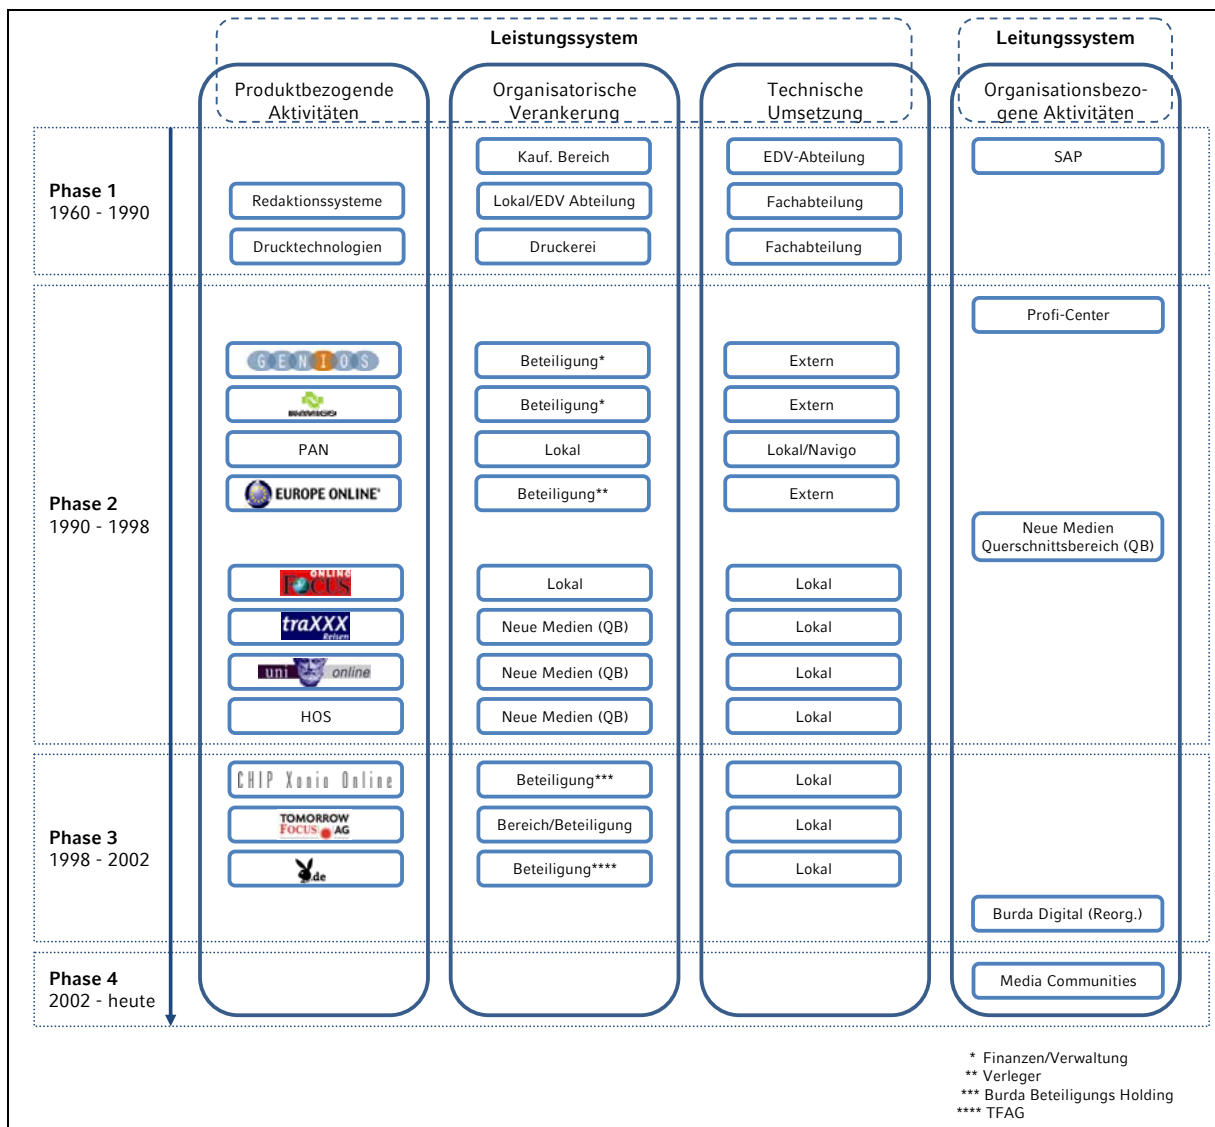 Leistungssystem
Leitungssystem
Produktbezogende
Aktivitäten
Organisatorische
Verankerung
Technische
Umsetzung
Organisationsbezo-
gene Aktivitäten
Phase 1
1960 - 1990
Kauf. Bereich
EDV-Abteilung
SAP
Redaktionssysteme
Lokal/EDV Abteilung
Fachabteilung
Drucktechnologien
Druckerei
Fachabteilung
Phase 2
1990 - 1998
Profi-Center
GENIOS
Beteiligung*
Extern
NAVIGO
Beteiligung*
Extern
PAN
Lokal
Lokal/Navigo
EUROPE ONLINE*
Beteiligung**
Extern
Neue Medien
Querschnittsbereich (QB)
ONLINE
FOCUS
Lokal
Lokal
traXXX
Reisen
Neue Medien (QB)
Lokal
uni online
Neue Medien (QB)
Lokal
HOS
Neue Medien (QB)
Lokal
Phase 3
1998 - 2002
CHIP Xonio Online
Beteiligung***
Lokal
TOMORROW
FOCUS AG
Bereich/Beteiligung
Lokal
.de
Beteiligung****
Lokal
Burda Digital (Reorg.)
Phase 4
2002 - heute
Media Communities
* Finanzen/Verwaltung
** Verleger
*** Burda Beteiligungs Holding
**** TFAG